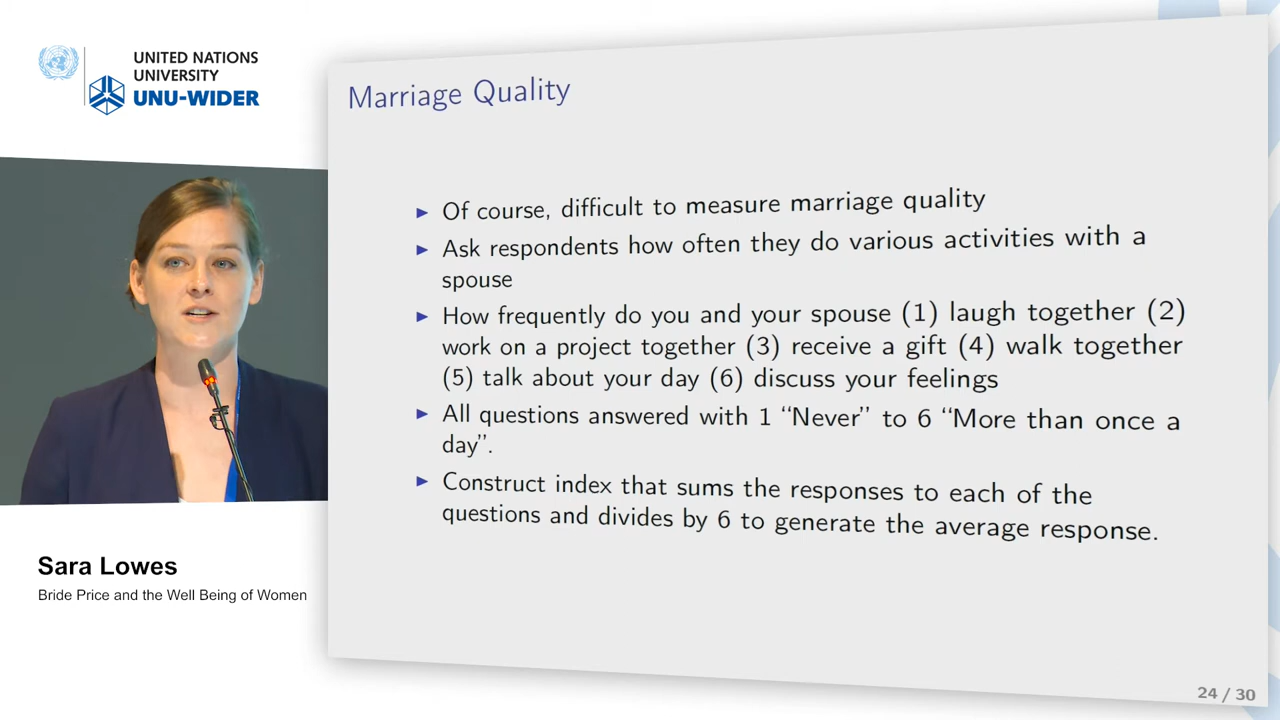 UNITED NATIONS
UNIVERSITY
UNU-WIDER
Marriage Quality
► Of course, difficult to measure marriage quality
► Ask respondents how often they do various activities with a
spouse
► How frequently do you and your spouse (1) laugh together (2)
work on a project together (3) receive a gift (4) walk together
(5) talk about your day (6) discuss your feelings
► All questions answered with 1 “Never” to 6 “More than once a
day”.
► Construct index that sums the responses to each of the
questions and divides by 6 to generate the average response.
Sara Lowes
Bride Price and the Well Being of Women
24 / 30